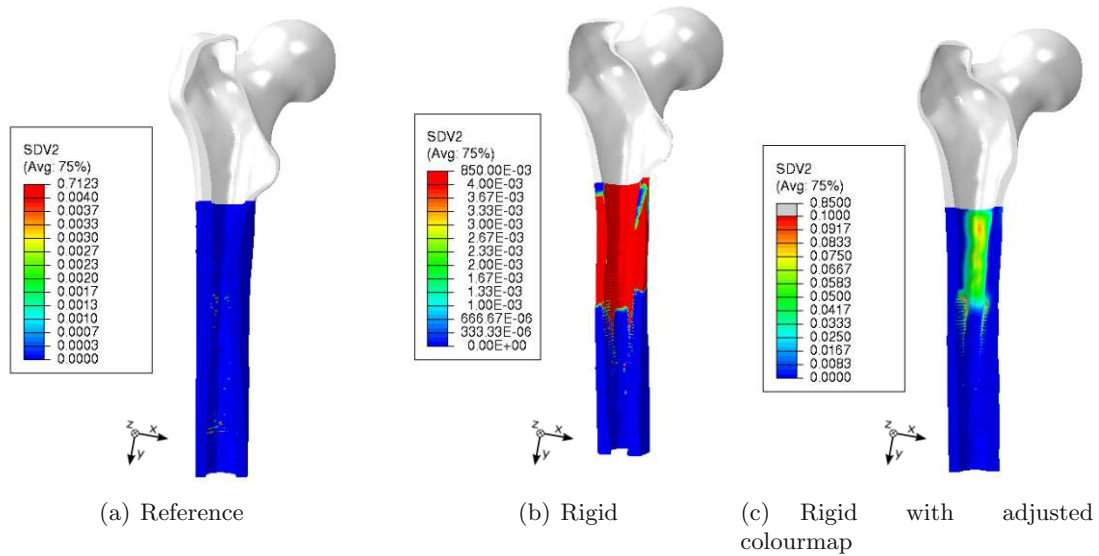 SDV2
(Avg: 75%)
0.7123
0.0040
0.0037
0.0033
0.0030
0.0027
0.0023
0.0020
0.0017
0.0013
0.0010
0.0007
0.0003
0.0000
z x
y
(a) Reference
SDV2
(Avg: 75%)
850.00E-03
4.00E-03
3.67E-03
3.33E-03
3.00E-03
2.67E-03
2.33E-03
2.00E-03
1.67E-03
1.33E-03
1.00E-03
666.67E-06
333.33E-06
0.00E+00
z x
y
(b) Rigid
SDV2
(Avg: 75%)
0.8500
0.1000
0.0917
0.0833
0.0750
0.0667
0.0583
0.0500
0.0417
0.0333
0.0250
0.0167
0.0083
0.0000
z x
y
(c) Rigid with adjusted
colourmap